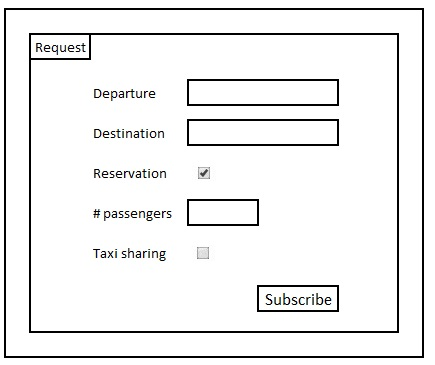 Request
Departure
Destination
Reservation
# passengers
Taxi sharing
Subscribe